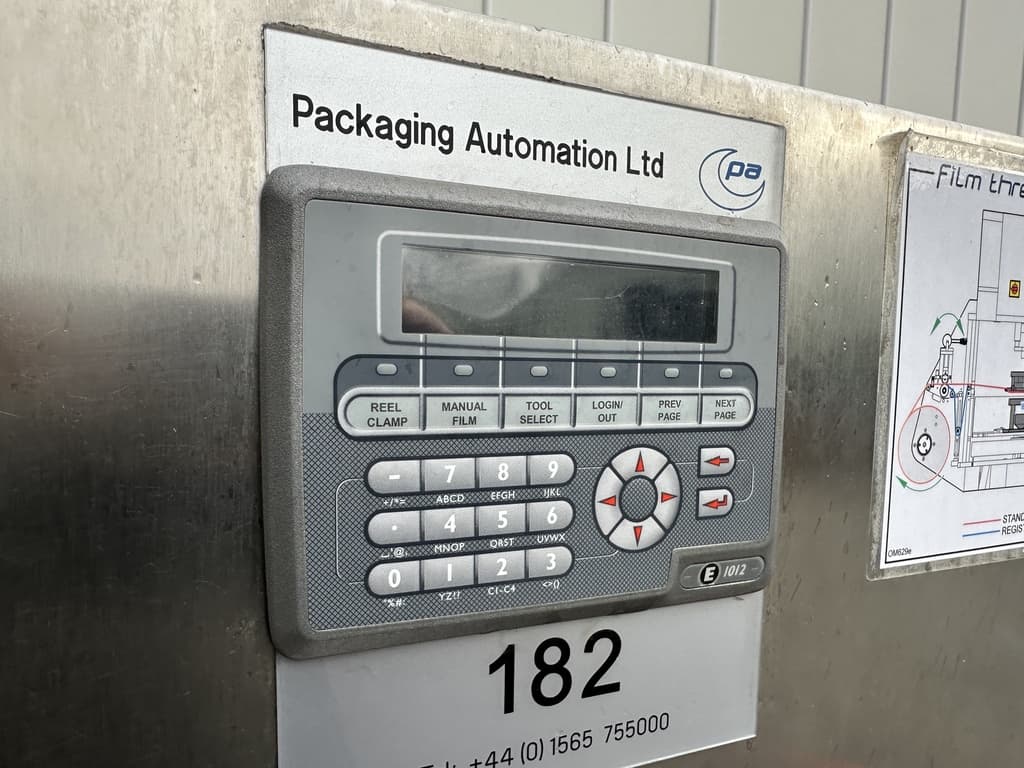 Packaging Automation Ltd
pa
Film thre
REEL CLAMP
MANUAL FILM
TOOL SELECT
LOGIN/ OUT
PREV PAGE
NEXT PAGE
- 7 8 9
ABCD EFGH IJKL
. 4 5 6
MNOP QRST UVWX
0 1 2 3
*%#: YZ!? C1-C4 <>()
E 1012
182
+44 (0) 1565 755000
STAND
REGIST
OM629e